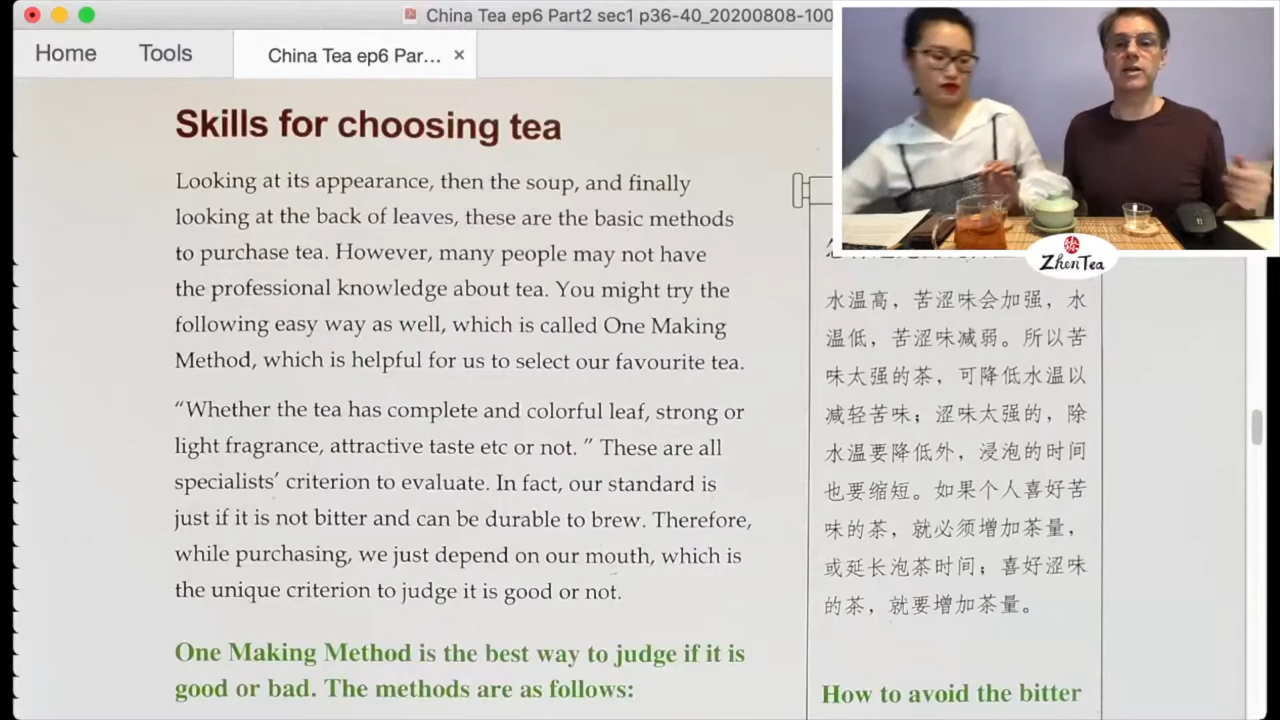 China Tea ep6 Part2 sec1 p36-40_20200808-100
Home
Tools
China Tea ep6 Par...
Skills for choosing tea
Looking at its appearance, then the soup, and finally
looking at the back of leaves, these are the basic methods
to purchase tea. However, many people may not have
the professional knowledge about tea. You might try the
following easy way as well, which is called One Making
Method, which is helpful for us to select our favourite tea.
“Whether the tea has complete and colorful leaf, strong or
light fragrance, attractive taste etc or not. ” These are all
specialists’ criterion to evaluate. In fact, our standard is
just if it is not bitter and can be durable to brew. Therefore,
while purchasing, we just depend on our mouth, which is
the unique criterion to judge it is good or not.
One Making Method is the best way to judge if it is
good or bad. The methods are as follows:
Zhen Tea
水温高，苦涩味会加强，水
温低，苦涩味减弱。所以苦
味太强的茶，可降低水温以
减轻苦味；涩味太强的，除
水温要降低外，浸泡的时间
也要缩短。如果个人喜好苦
味的茶，就必须增加茶量，
或延长泡茶时间；喜好涩味
的茶，就要增加茶量。
How to avoid the bitter